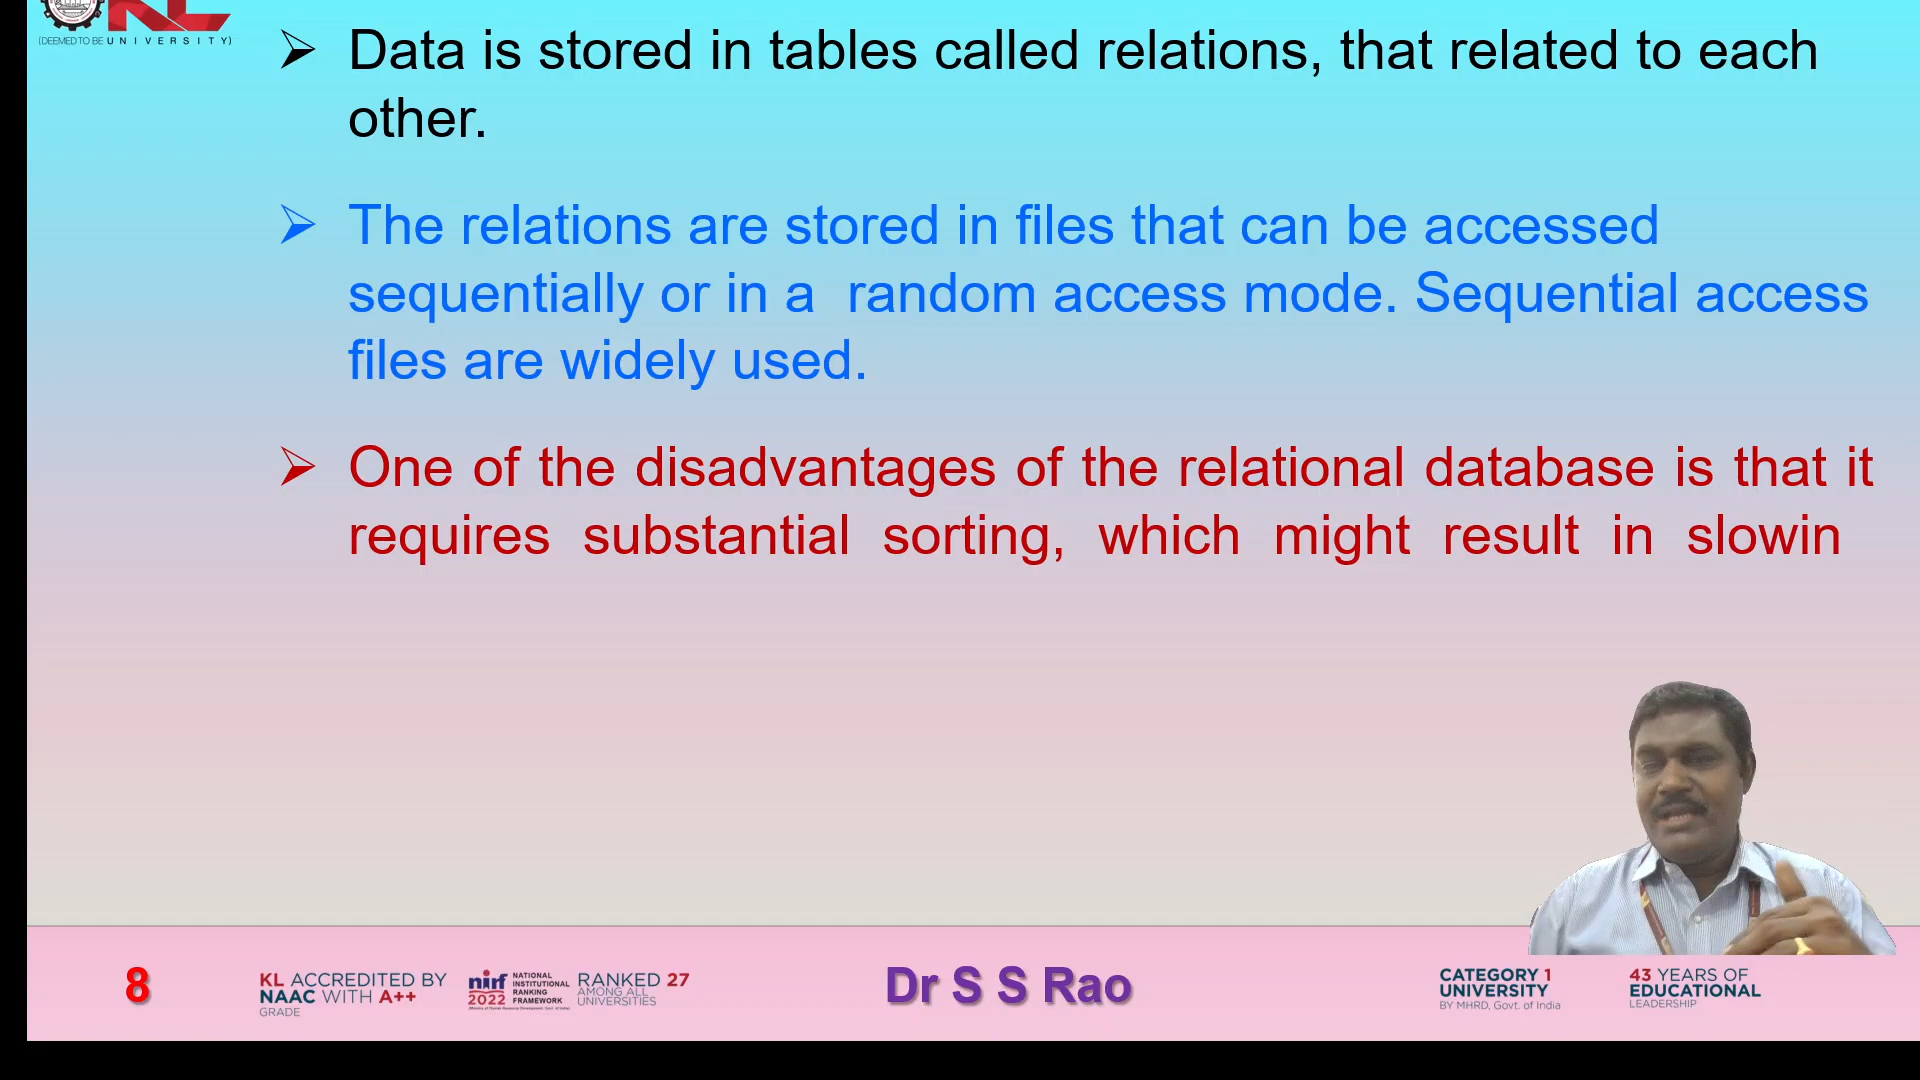 KL
(DEEMED TO BE UNIVERSITY)
➢ Data is stored in tables called relations, that related to each
other.
➢ The relations are stored in files that can be accessed
sequentially or in a random access mode. Sequential access
files are widely used.
➢ One of the disadvantages of the relational database is that it
requires substantial sorting, which might result in slowin
8
KL ACCREDITED BY
NAAC WITH A++
GRADE
nirf
2022
NATIONAL
INSTITUTIONAL
RANKING
FRAMEWORK
RANKED 27
AMONG ALL
UNIVERSITIES
Dr S S Rao
CATEGORY 1
UNIVERSITY
BY MHRD, Govt. of India
43 YEARS OF
EDUCATIONAL
LEADERSHIP